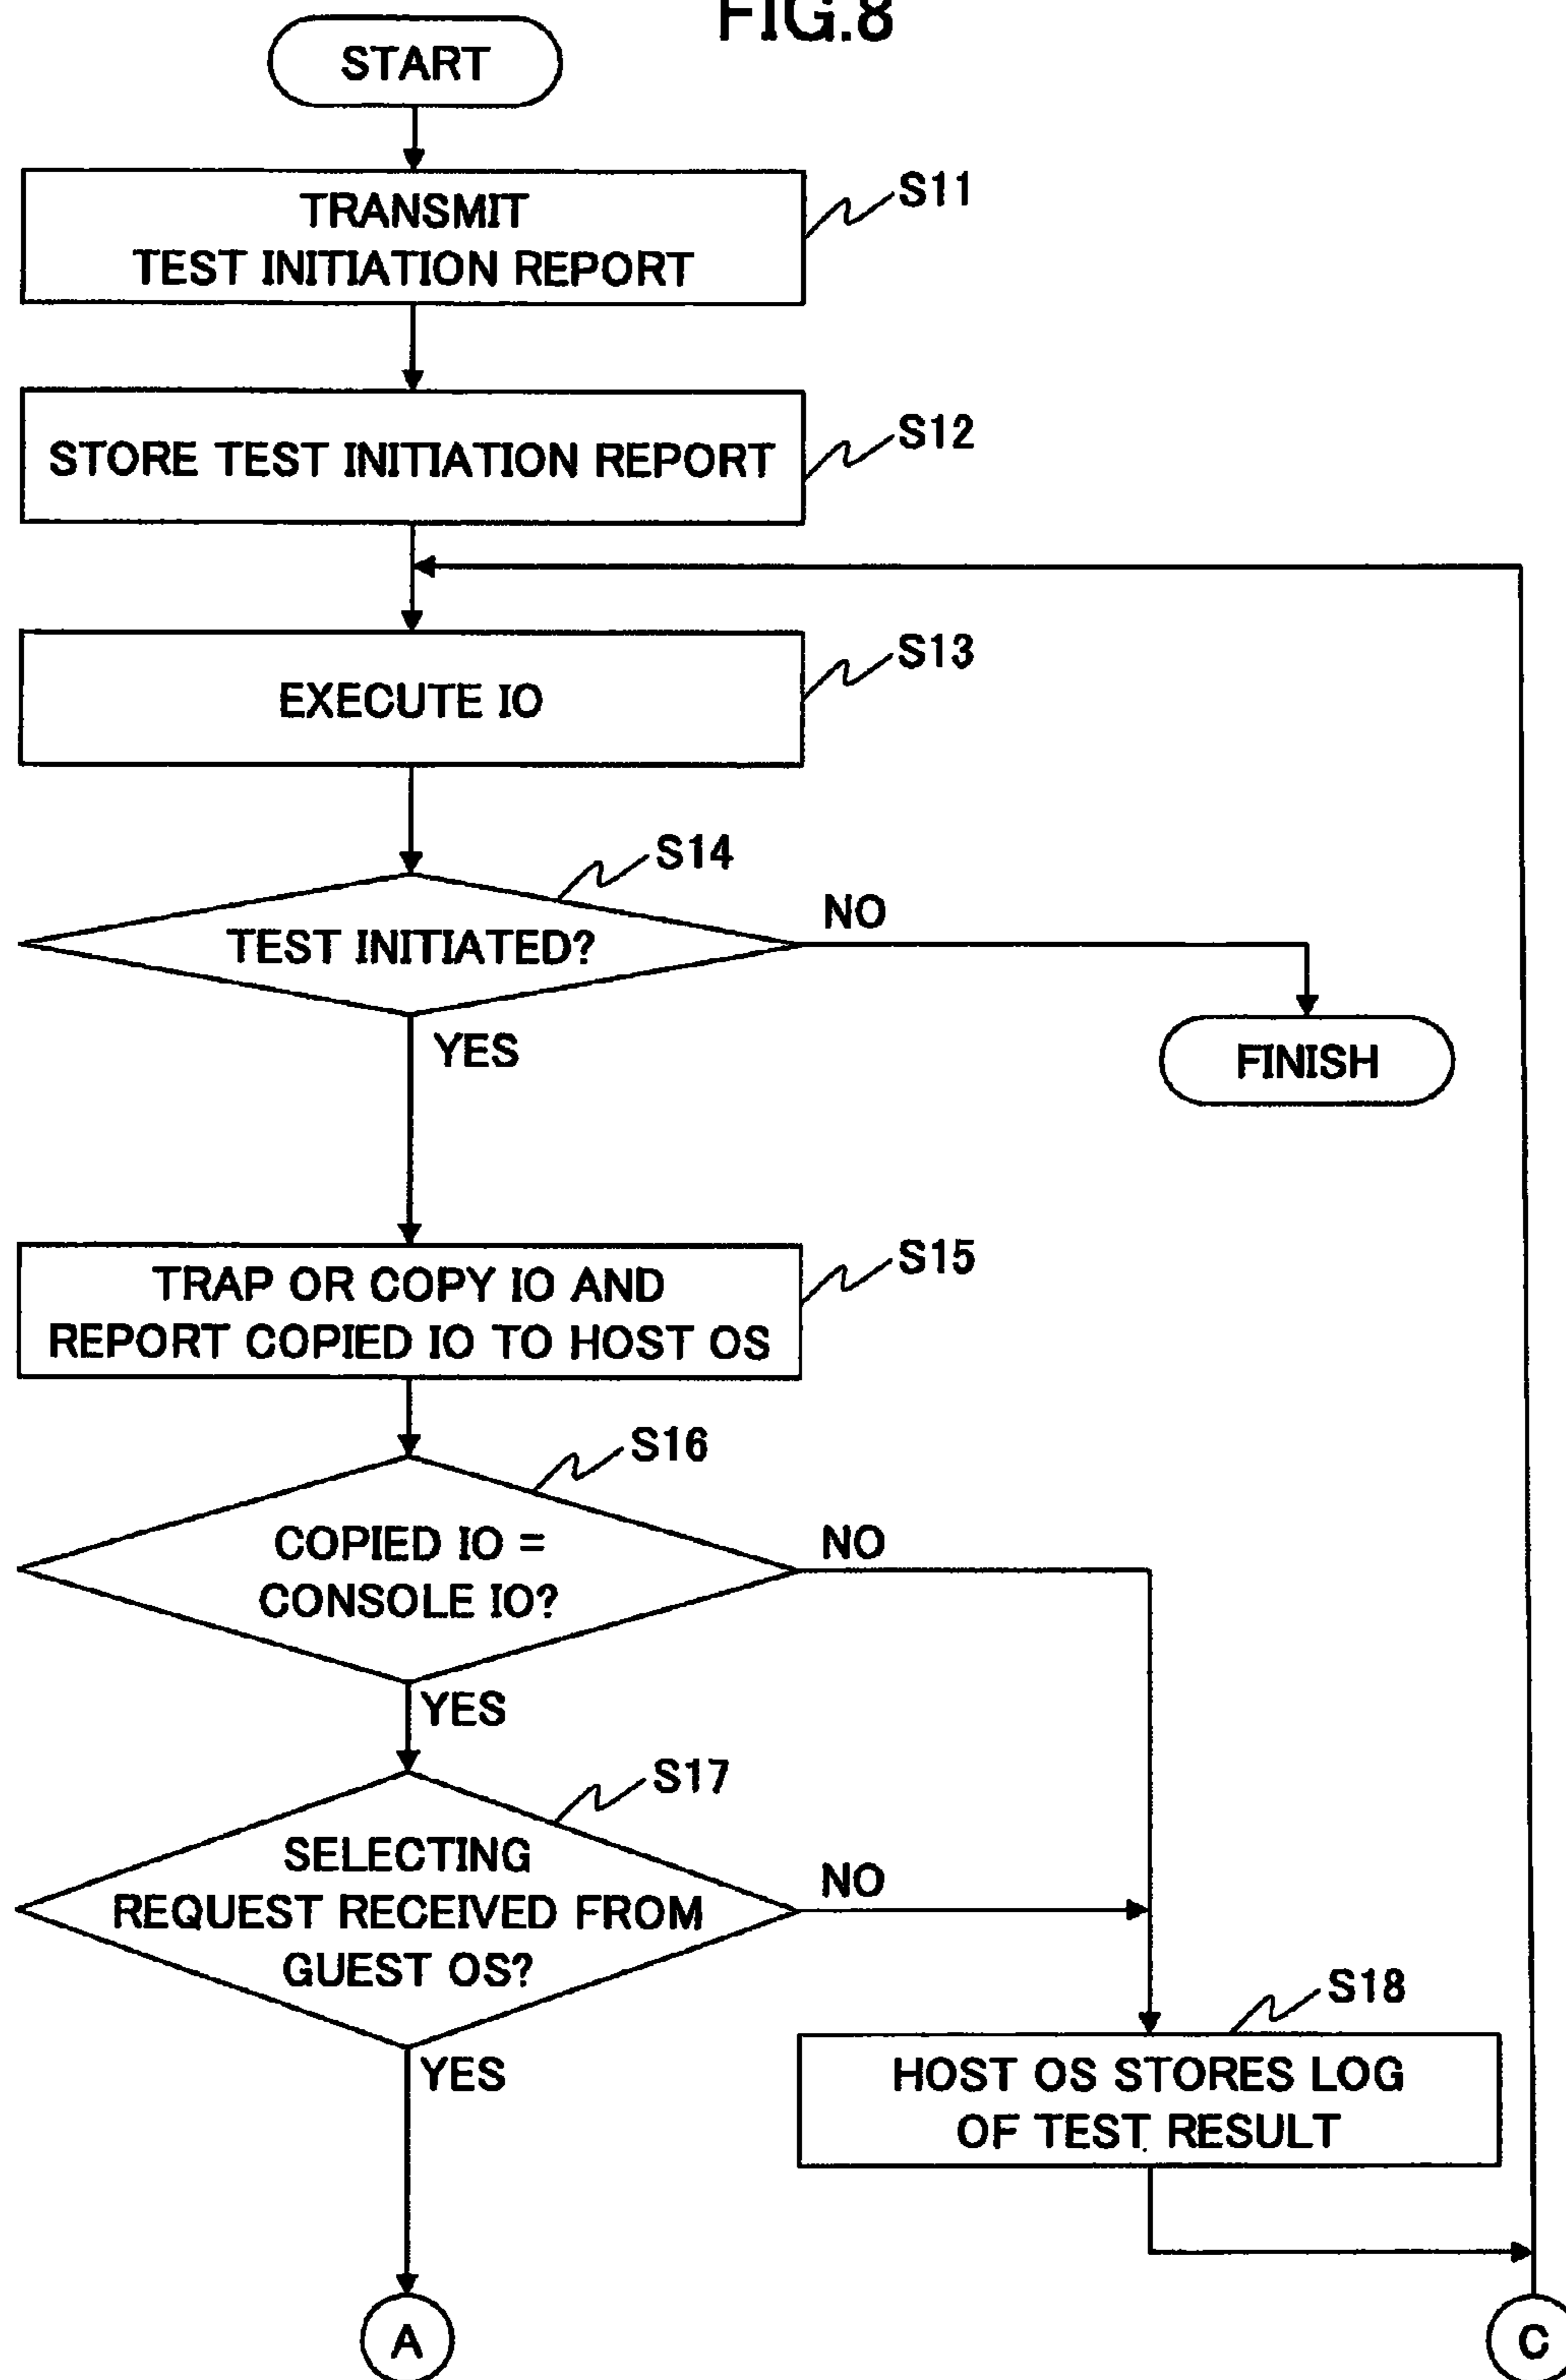 FIG.8
START
S11
TRANSMIT
TEST INITIATION REPORT
S12
STORE TEST INITIATION REPORT
S13
EXECUTE IO
S14
TEST INITIATED?
NO
YES
FINISH
S15
TRAP OR COPY IO AND
REPORT COPIED IO TO HOST OS
S16
COPIED IO =
CONSOLE IO?
NO
YES
S17
SELECTING
REQUEST RECEIVED FROM
GUEST OS?
NO
YES
S18
HOST OS STORES LOG
OF TEST RESULT
A
C